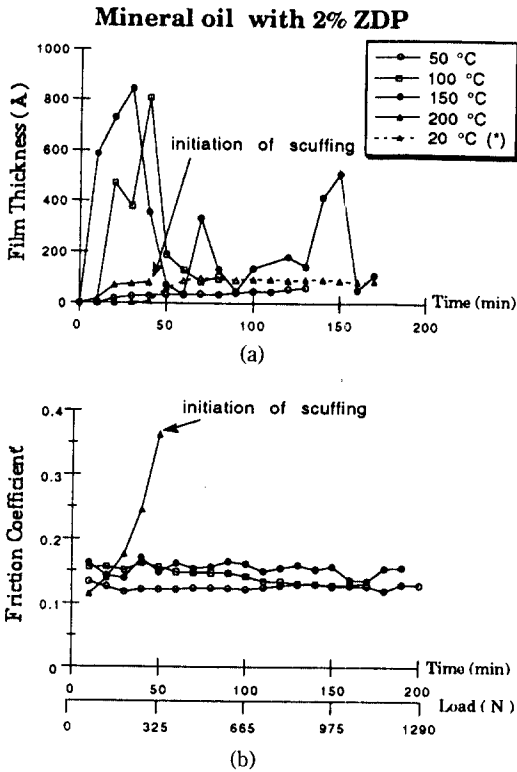 Mineral oil with 2% ZDP
(a)
1000
800
600
400
200
0
Film Thickness (Å)
50 °C
100 °C
150 °C
200 °C
20 °C (*)
initiation of scuffing
0 50 100 150 200
Time (min)
(a)
(b)
0.4
0.3
0.2
0.1
0
Friction Coefficient
initiation of scuffing
Time (min)
0 50 100 150 200
Load (N)
0 325 665 975 1290
(b)